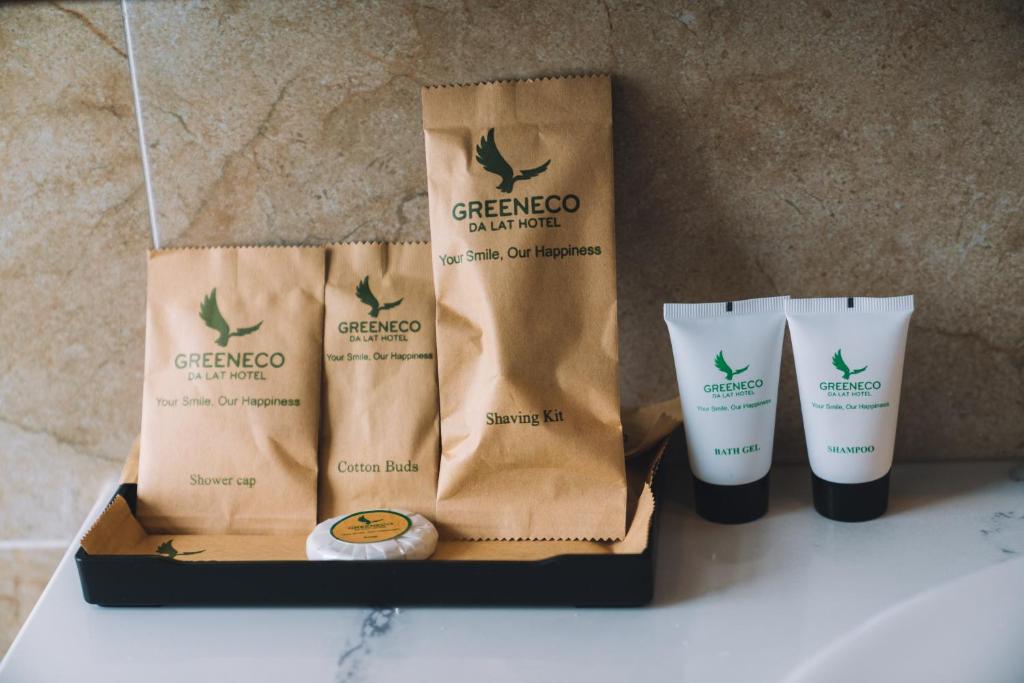 GREENECO
DA LAT HOTEL
Your Smile, Our Happiness
Shower cap
GREENECO
DA LAT HOTEL
Your Smile, Our Happiness
Cotton Buds
GREENECO
DA LAT HOTEL
Your Smile, Our Happiness
Shaving Kit
GREENECO
GREENECO
DA LAT HOTEL
Your Smile, Our Happiness
BATH GEL
GREENECO
DA LAT HOTEL
Your Smile, Our Happiness
SHAMPOO